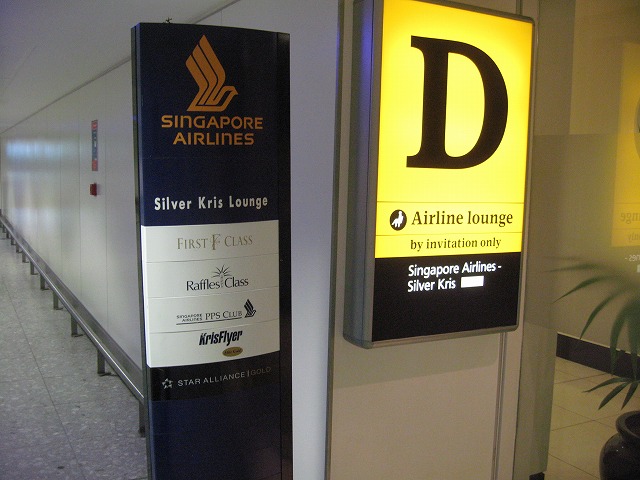 SINGAPORE
AIRLINES
Silver Kris Lounge
FIRST F CLASS
Raffles Class
SINGAPORE
AIRLINES PPS CLUB
KrisFlyer
STAR ALLIANCE | GOLD
D
Airline lounge
by invitation only
Singapore Airlines -
Silver Kris